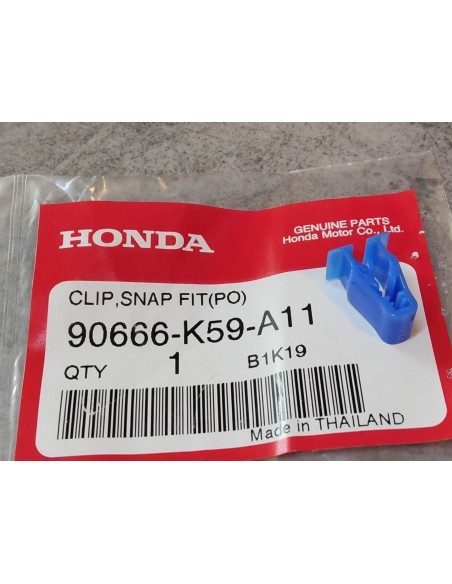 HONDA
GENUINE PARTS
Honda Motor Co., Ltd.
CLIP,SNAP FIT(PO)
90666-K59-A11
QTY 1 B1K19
Made in THAILAND